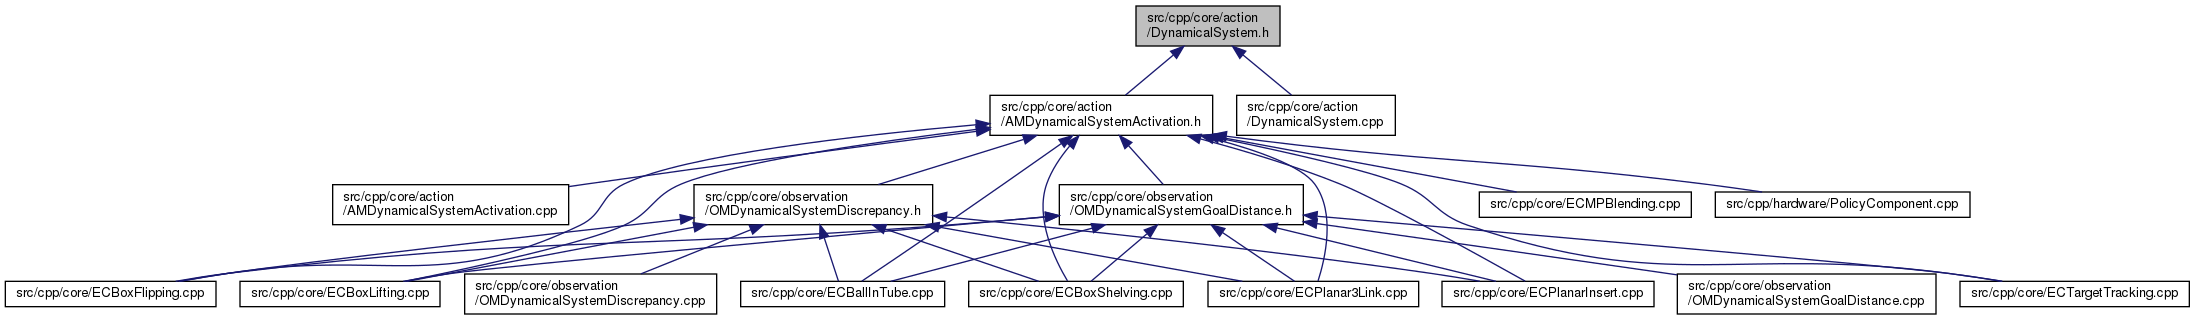 src/cpp/core/action
/DynamicalSystem.h
src/cpp/core/action
/AMDynamicalSystemActivation.h
src/cpp/core/action
/DynamicalSystem.cpp
src/cpp/core/action
/AMDynamicalSystemActivation.cpp
src/cpp/core/observation
/OMDynamicalSystemDiscrepancy.h
src/cpp/core/observation
/OMDynamicalSystemGoalDistance.h
src/cpp/core/ECMPBlending.cpp
src/cpp/hardware/PolicyComponent.cpp
src/cpp/core/ECBoxFlipping.cpp
src/cpp/core/ECBoxLifting.cpp
src/cpp/core/observation
/OMDynamicalSystemDiscrepancy.cpp
src/cpp/core/ECBallInTube.cpp
src/cpp/core/ECBoxShelving.cpp
src/cpp/core/ECPlanar3Link.cpp
src/cpp/core/ECPlanarInsert.cpp
src/cpp/core/observation
/OMDynamicalSystemGoalDistance.cpp
src/cpp/core/ECTargetTracking.cpp